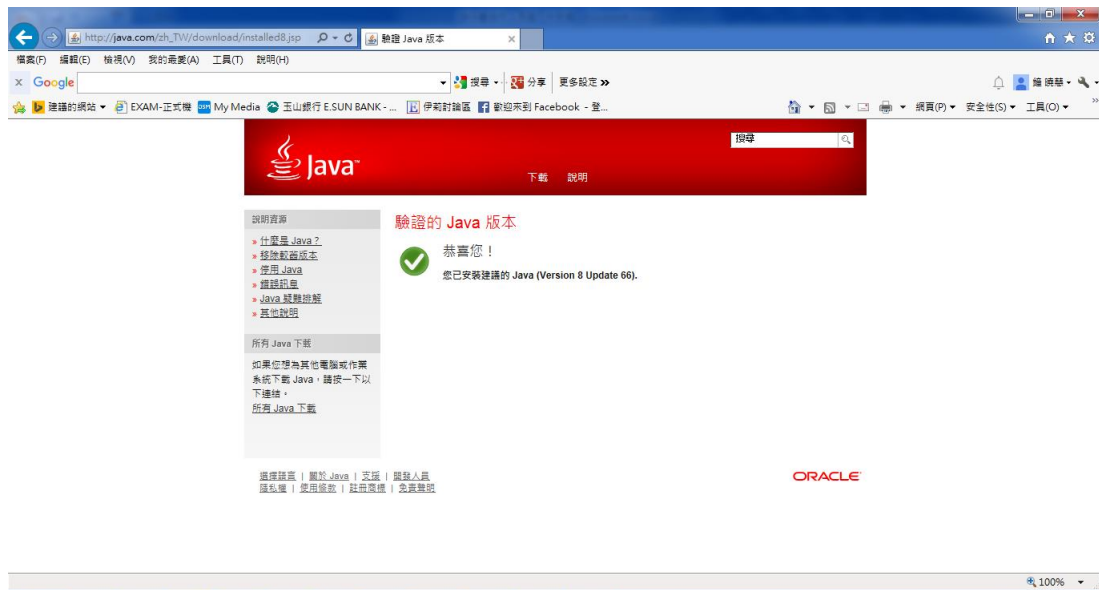 http://java.com/zh_TW/download/installed8.jsp
驗證 Java 版本
檔案(F) 編輯(E) 檢視(V) 我的最愛(A) 工具(T) 說明(H)
x Google 搜尋 分享 更多設定 »
建議的網站 EXAM-正式機 My Media 玉山銀行 E.SUN BANK -... 伊莉討論區 歡迎來到 Facebook - 登... 網頁(P) 安全性(S) 工具(O) »
搜尋
Java™
下載 說明
說明資源
» 什麼是 Java？
» 移除較舊版本
» 停用 Java
» 錯誤訊息
» Java 疑難排解
» 其他說明
所有 Java 下載
如果您想為其他電腦或作業
系統下載 Java，請按一下以
下連結。
所有 Java 下載
驗證的 Java 版本
恭喜您！
您已安裝建議的 Java (Version 8 Update 66).
選擇語言 | 關於 Java | 支援 | 開發人員
隱私權 | 使用條款 | 註冊商標 | 免責聲明
ORACLE
100%